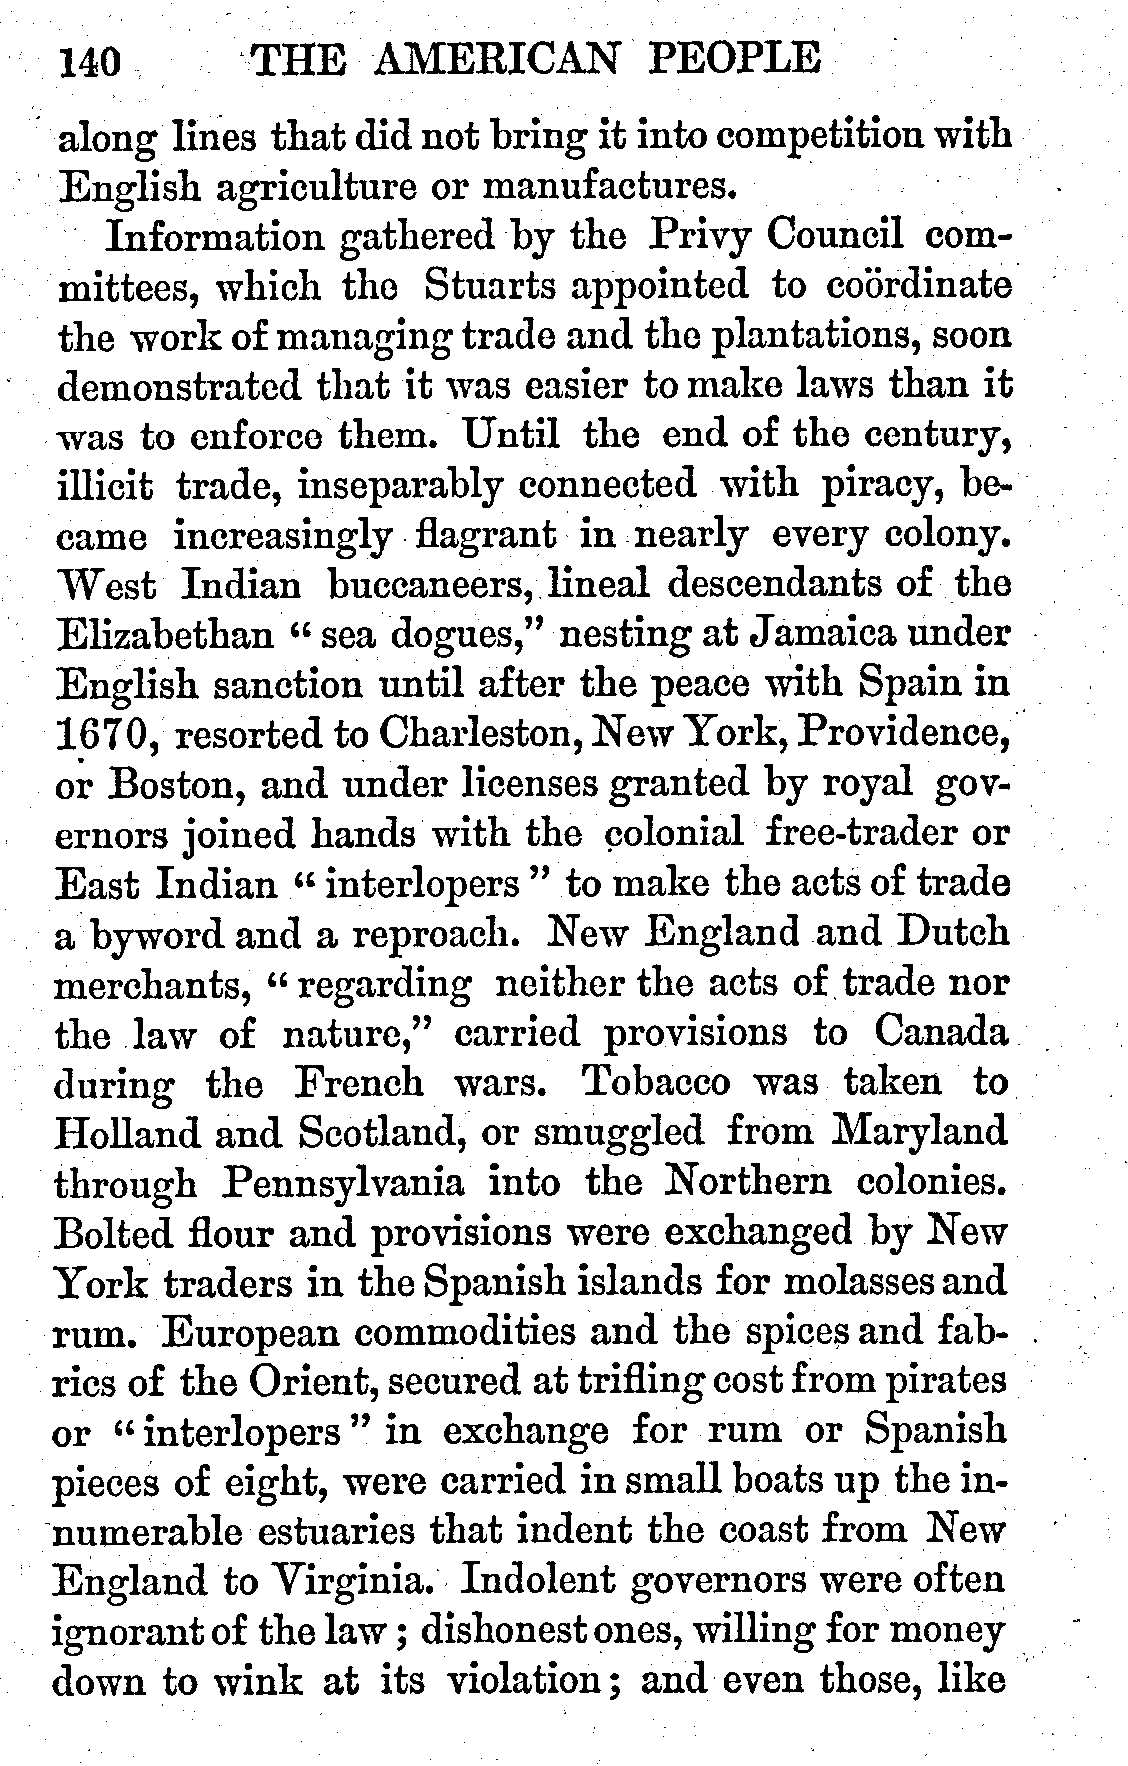 140 THE AMERICAN PEOPLE
along lines that did not bring it into competition with
English agriculture or manufactures.
Information gathered by the Privy Council com-
mittees, which the Stuarts appointed to coördinate
the work of managing trade and the plantations, soon
demonstrated that it was easier to make laws than it
was to enforce them. Until the end of the century,
illicit trade, inseparably connected with piracy, be-
came increasingly flagrant in nearly every colony.
West Indian buccaneers, lineal descendants of the
Elizabethan “ sea dogues,” nesting at Jamaica under
English sanction until after the peace with Spain in
1670, resorted to Charleston, New York, Providence,
or Boston, and under licenses granted by royal gov-
ernors joined hands with the colonial free-trader or
East Indian “ interlopers ” to make the acts of trade
a byword and a reproach. New England and Dutch
merchants, “ regarding neither the acts of trade nor
the law of nature,” carried provisions to Canada
during the French wars. Tobacco was taken to
Holland and Scotland, or smuggled from Maryland
through Pennsylvania into the Northern colonies.
Bolted flour and provisions were exchanged by New
York traders in the Spanish islands for molasses and
rum. European commodities and the spices and fab-
rics of the Orient, secured at trifling cost from pirates
or “ interlopers ” in exchange for rum or Spanish
pieces of eight, were carried in small boats up the in-
numerable estuaries that indent the coast from New
England to Virginia. Indolent governors were often
ignorant of the law ; dishonest ones, willing for money
down to wink at its violation ; and even those, like